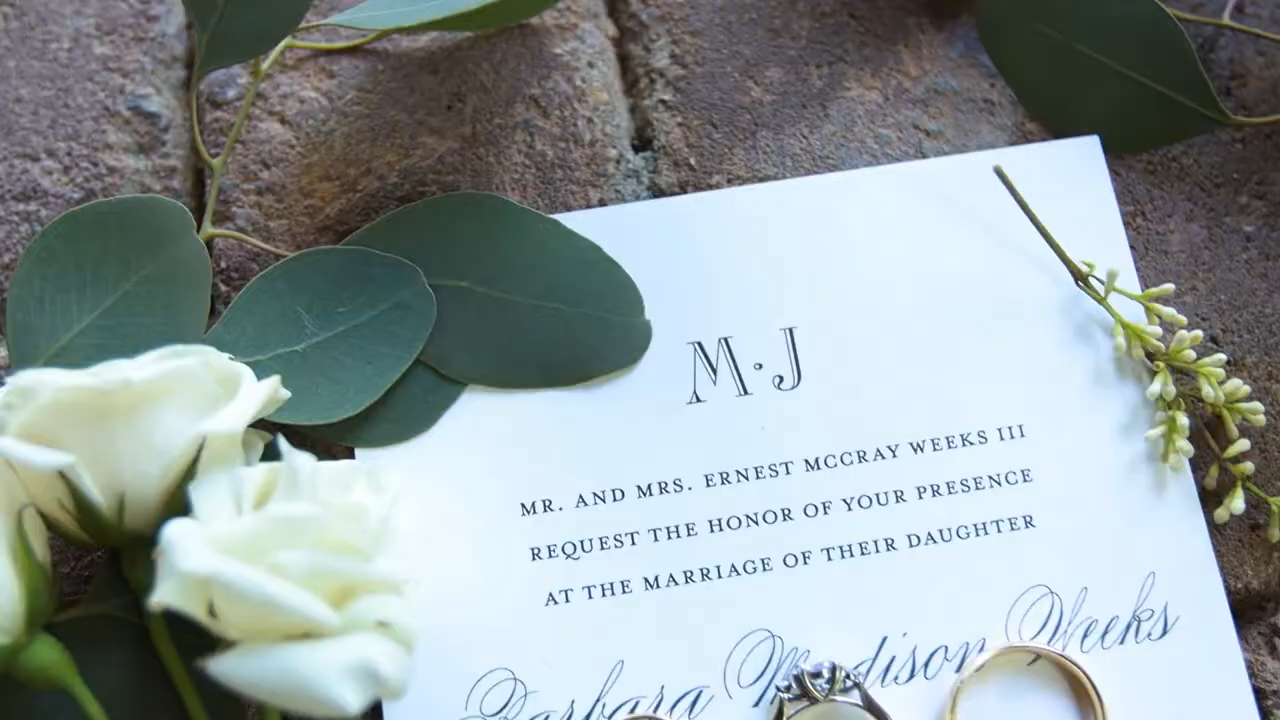 M·J
MR. AND MRS. ERNEST MCCRAY WEEKS III
REQUEST THE HONOR OF YOUR PRESENCE
AT THE MARRIAGE OF THEIR DAUGHTER
Barbara Madison Weeks